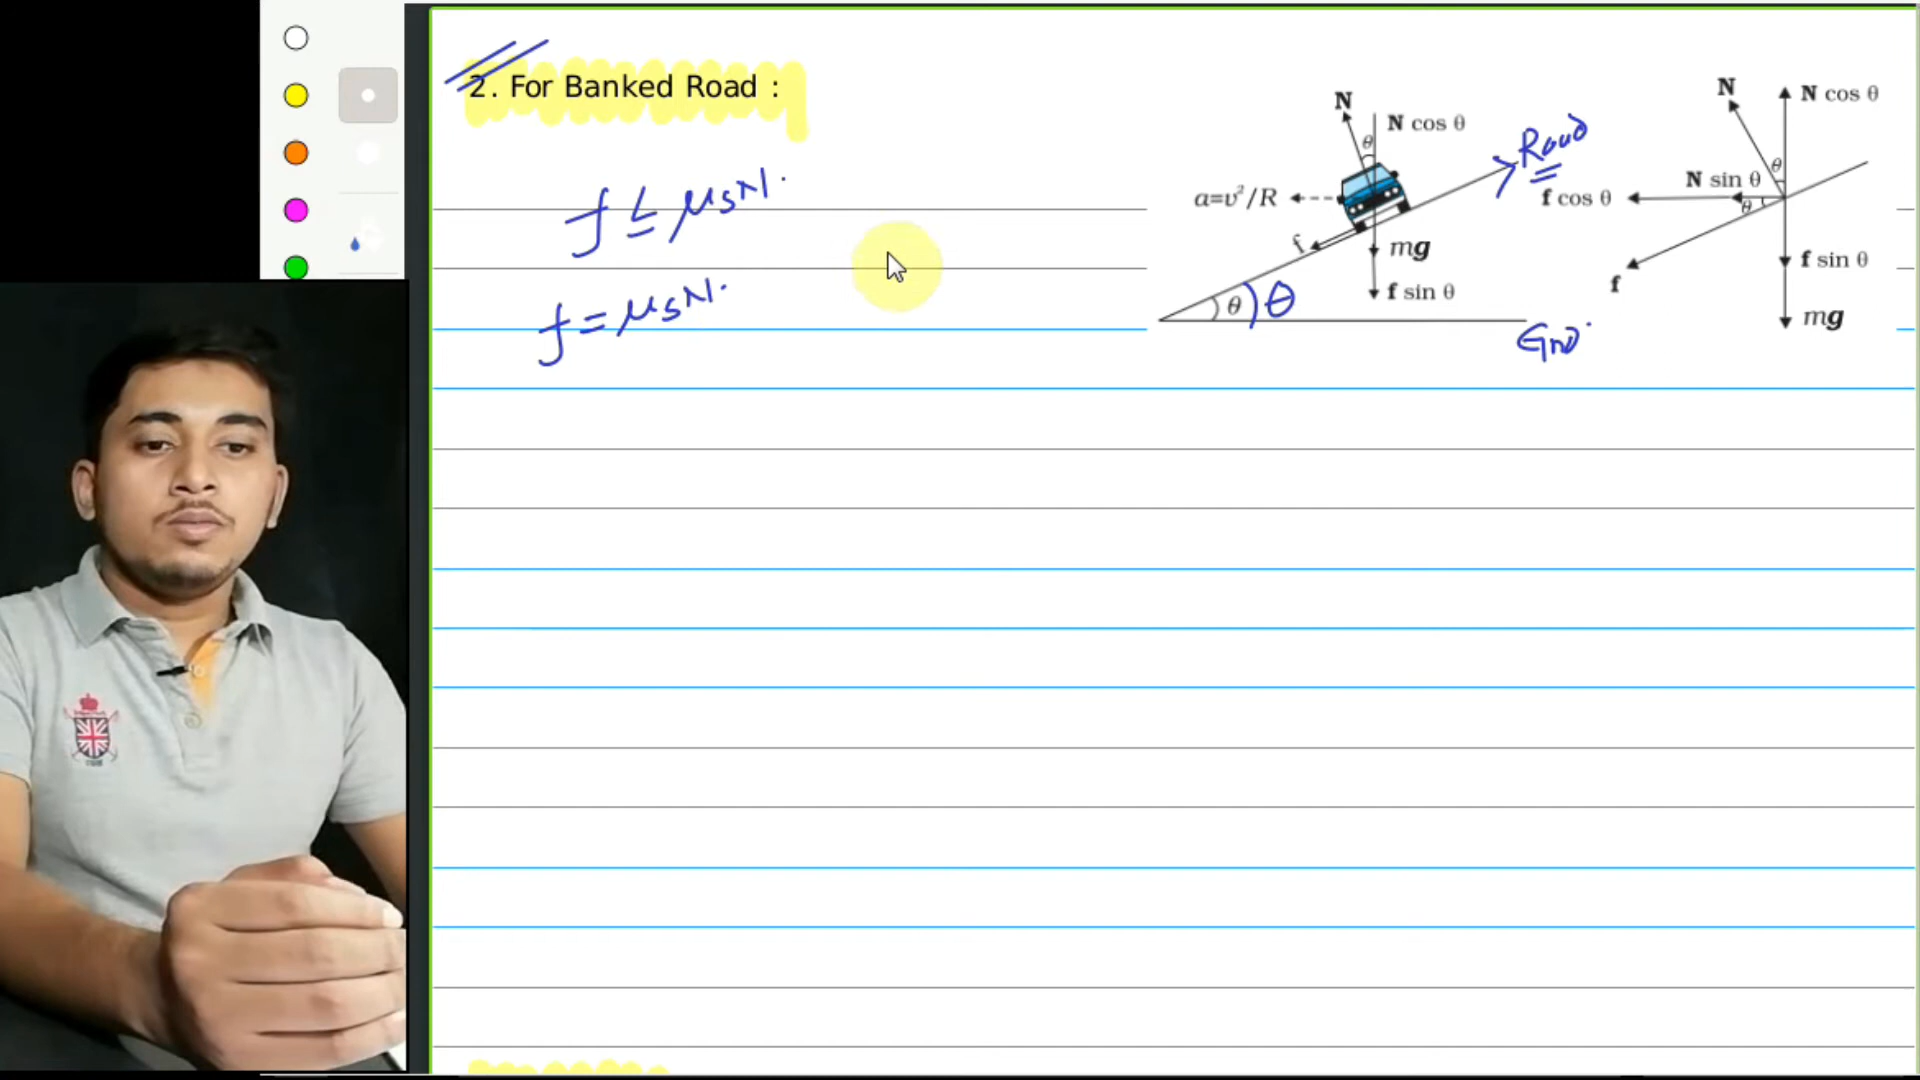 2. For Banked Road :
f ≤ μsN.
f = μsN.
N
N cos θ
θ
Road
a=v²/R
f
mg
f sin θ
θ
θ
Gnd
N
N cos θ
θ
N sin θ
f cos θ
θ
f sin θ
f
mg